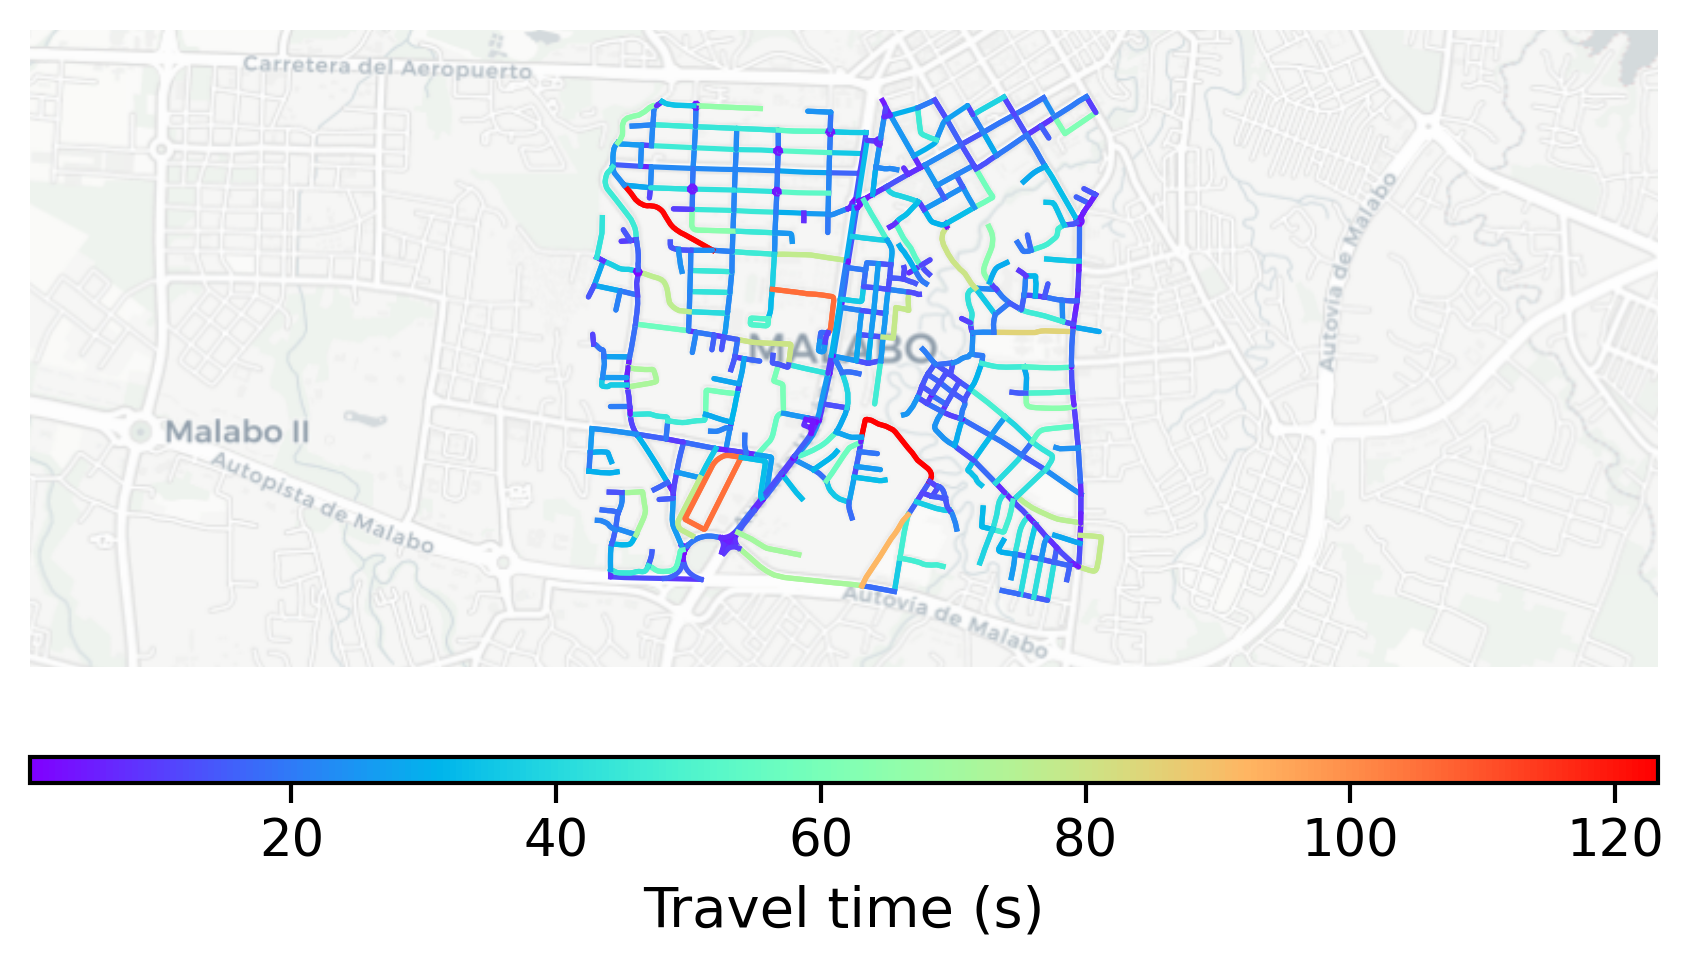 Carretera del Aeropuerto
Autovía de Malabo
MALABO
Malabo II
Autopista de Malabo
Autovía de Malabo
20 40 60 80 100 120
Travel time (s)